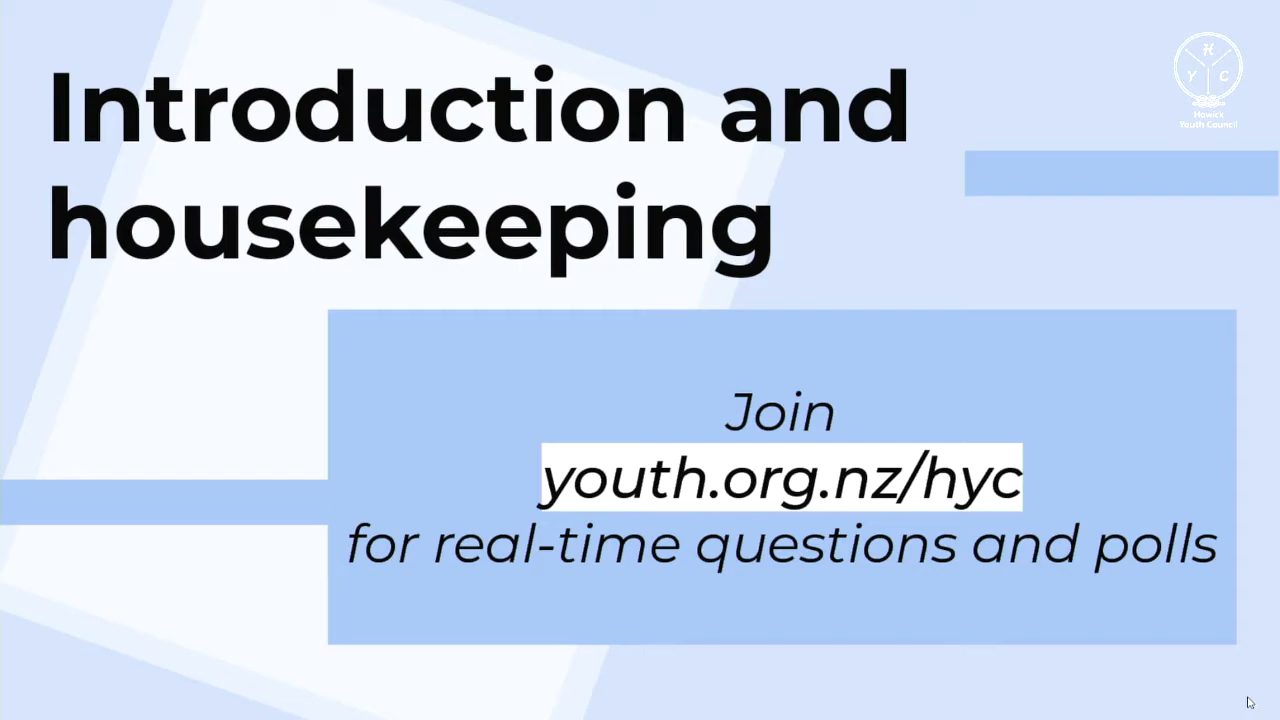 Introduction and
housekeeping
H
Y C
Howick
Youth Council
Join
youth.org.nz/hyc
for real-time questions and polls